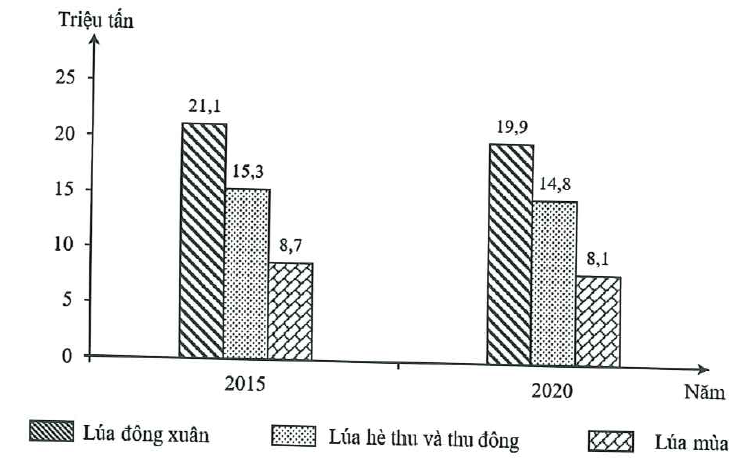 Triệu tấn
25
20
15
10
5
0
21,1
15,3
8,7
19,9
14,8
8,1
2015
2020
Năm
Lúa đông xuân
Lúa hè thu và thu đông
Lúa mùa